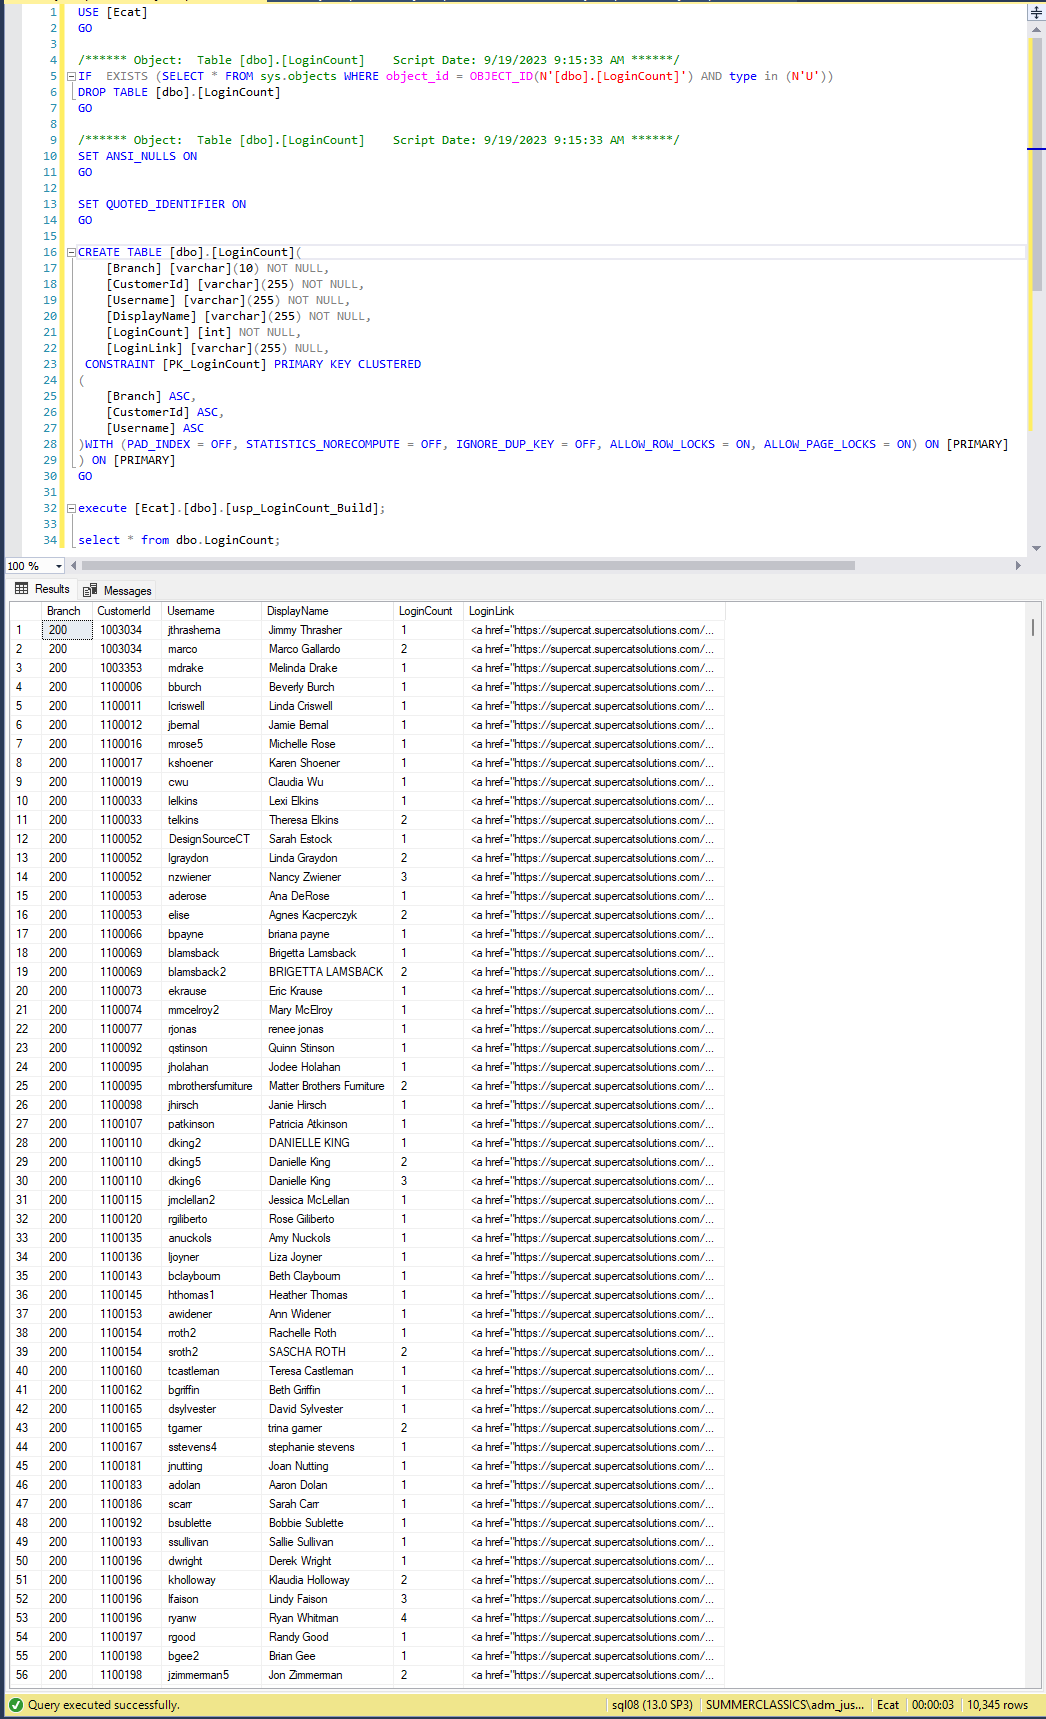 1 USE [Ecat]
2 GO
3
4 /****** Object:  Table [dbo].[LoginCount]    Script Date: 9/19/2023 9:15:33 AM ******/
5 IF  EXISTS (SELECT * FROM sys.objects WHERE object_id = OBJECT_ID(N'[dbo].[LoginCount]') AND type in (N'U'))
6 DROP TABLE [dbo].[LoginCount]
7 GO
8
9 /****** Object:  Table [dbo].[LoginCount]    Script Date: 9/19/2023 9:15:33 AM ******/
10 SET ANSI_NULLS ON
11 GO
12
13 SET QUOTED_IDENTIFIER ON
14 GO
15
16 CREATE TABLE [dbo].[LoginCount](
17 [Branch] [varchar](10) NOT NULL,
18 [CustomerId] [varchar](255) NOT NULL,
19 [Username] [varchar](255) NOT NULL,
20 [DisplayName] [varchar](255) NOT NULL,
21 [LoginCount] [int] NOT NULL,
22 [LoginLink] [varchar](255) NULL,
23 CONSTRAINT [PK_LoginCount] PRIMARY KEY CLUSTERED
24 (
25 [Branch] ASC,
26 [CustomerId] ASC,
27 [Username] ASC
28 )WITH (PAD_INDEX = OFF, STATISTICS_NORECOMPUTE = OFF, IGNORE_DUP_KEY = OFF, ALLOW_ROW_LOCKS = ON, ALLOW_PAGE_LOCKS = ON) ON [PRIMARY]
29 ) ON [PRIMARY]
30 GO
31
32 execute [Ecat].[dbo].[usp_LoginCount_Build];
33
34 select * from dbo.LoginCount;
100 %
Results Messages
Branch CustomerId Username DisplayName LoginCount LoginLink
1 200 1003034 jthrasherna Jimmy Thrasher 1 <a href="https://supercat.supercatsolutions.com/...
2 200 1003034 marco Marco Gallardo 2 <a href="https://supercat.supercatsolutions.com/...
3 200 1003353 mdrake Melinda Drake 1 <a href="https://supercat.supercatsolutions.com/...
4 200 1100006 bburch Beverly Burch 1 <a href="https://supercat.supercatsolutions.com/...
5 200 1100011 lcriswell Linda Criswell 1 <a href="https://supercat.supercatsolutions.com/...
6 200 1100012 jbernal Jamie Bernal 1 <a href="https://supercat.supercatsolutions.com/...
7 200 1100016 mrose5 Michelle Rose 1 <a href="https://supercat.supercatsolutions.com/...
8 200 1100017 kshoener Karen Shoener 1 <a href="https://supercat.supercatsolutions.com/...
9 200 1100019 cwu Claudia Wu 1 <a href="https://supercat.supercatsolutions.com/...
10 200 1100033 lelkins Lexi Elkins 1 <a href="https://supercat.supercatsolutions.com/...
11 200 1100033 telkins Theresa Elkins 2 <a href="https://supercat.supercatsolutions.com/...
12 200 1100052 DesignSourceCT Sarah Estock 1 <a href="https://supercat.supercatsolutions.com/...
13 200 1100052 lgraydon Linda Graydon 2 <a href="https://supercat.supercatsolutions.com/...
14 200 1100052 nzwiener Nancy Zwiener 3 <a href="https://supercat.supercatsolutions.com/...
15 200 1100053 aderose Ana DeRose 1 <a href="https://supercat.supercatsolutions.com/...
16 200 1100053 elise Agnes Kacperczyk 2 <a href="https://supercat.supercatsolutions.com/...
17 200 1100066 bpayne briana payne 1 <a href="https://supercat.supercatsolutions.com/...
18 200 1100069 blamsback Brigetta Lamsback 1 <a href="https://supercat.supercatsolutions.com/...
19 200 1100069 blamsback2 BRIGETTA LAMSBACK 2 <a href="https://supercat.supercatsolutions.com/...
20 200 1100073 ekrause Eric Krause 1 <a href="https://supercat.supercatsolutions.com/...
21 200 1100074 mmcelroy2 Mary McElroy 1 <a href="https://supercat.supercatsolutions.com/...
22 200 1100077 rjonas renee jonas 1 <a href="https://supercat.supercatsolutions.com/...
23 200 1100092 qstinson Quinn Stinson 1 <a href="https://supercat.supercatsolutions.com/...
24 200 1100095 jholahan Jodee Holahan 1 <a href="https://supercat.supercatsolutions.com/...
25 200 1100095 mbrothersfurniture Matter Brothers Furniture 2 <a href="https://supercat.supercatsolutions.com/...
26 200 1100098 jhirsch Janie Hirsch 1 <a href="https://supercat.supercatsolutions.com/...
27 200 1100107 patkinson Patricia Atkinson 1 <a href="https://supercat.supercatsolutions.com/...
28 200 1100110 dking2 DANIELLE KING 1 <a href="https://supercat.supercatsolutions.com/...
29 200 1100110 dking5 Danielle King 2 <a href="https://supercat.supercatsolutions.com/...
30 200 1100110 dking6 Danielle King 3 <a href="https://supercat.supercatsolutions.com/...
31 200 1100115 jmclellan2 Jessica McLellan 1 <a href="https://supercat.supercatsolutions.com/...
32 200 1100120 rgiliberto Rose Giliberto 1 <a href="https://supercat.supercatsolutions.com/...
33 200 1100135 anuckols Amy Nuckols 1 <a href="https://supercat.supercatsolutions.com/...
34 200 1100136 ljoyner Liza Joyner 1 <a href="https://supercat.supercatsolutions.com/...
35 200 1100143 bclaybourn Beth Claybourn 1 <a href="https://supercat.supercatsolutions.com/...
36 200 1100145 hthomas1 Heather Thomas 1 <a href="https://supercat.supercatsolutions.com/...
37 200 1100153 awidener Ann Widener 1 <a href="https://supercat.supercatsolutions.com/...
38 200 1100154 rroth2 Rachelle Roth 1 <a href="https://supercat.supercatsolutions.com/...
39 200 1100154 sroth2 SASCHA ROTH 2 <a href="https://supercat.supercatsolutions.com/...
40 200 1100160 tcastleman Teresa Castleman 1 <a href="https://supercat.supercatsolutions.com/...
41 200 1100162 bgriffin Beth Griffin 1 <a href="https://supercat.supercatsolutions.com/...
42 200 1100165 dsylvester David Sylvester 1 <a href="https://supercat.supercatsolutions.com/...
43 200 1100165 tgarner trina garner 2 <a href="https://supercat.supercatsolutions.com/...
44 200 1100167 sstevens4 stephanie stevens 1 <a href="https://supercat.supercatsolutions.com/...
45 200 1100181 jnutting Joan Nutting 1 <a href="https://supercat.supercatsolutions.com/...
46 200 1100183 adolan Aaron Dolan 1 <a href="https://supercat.supercatsolutions.com/...
47 200 1100186 scarr Sarah Carr 1 <a href="https://supercat.supercatsolutions.com/...
48 200 1100192 bsublette Bobbie Sublette 1 <a href="https://supercat.supercatsolutions.com/...
49 200 1100193 ssullivan Sallie Sullivan 1 <a href="https://supercat.supercatsolutions.com/...
50 200 1100196 dwright Derek Wright 1 <a href="https://supercat.supercatsolutions.com/...
51 200 1100196 kholloway Klaudia Holloway 2 <a href="https://supercat.supercatsolutions.com/...
52 200 1100196 lfaison Lindy Faison 3 <a href="https://supercat.supercatsolutions.com/...
53 200 1100196 ryanw Ryan Whitman 4 <a href="https://supercat.supercatsolutions.com/...
54 200 1100197 rgood Randy Good 1 <a href="https://supercat.supercatsolutions.com/...
55 200 1100198 bgee2 Brian Gee 1 <a href="https://supercat.supercatsolutions.com/...
56 200 1100198 jzimmerman5 Jon Zimmerman 2 <a href="https://supercat.supercatsolutions.com/...
Query executed successfully. sql08 (13.0 SP3) SUMMERCLASSICS\adm_jus... Ecat 00:00:03 10,345 rows